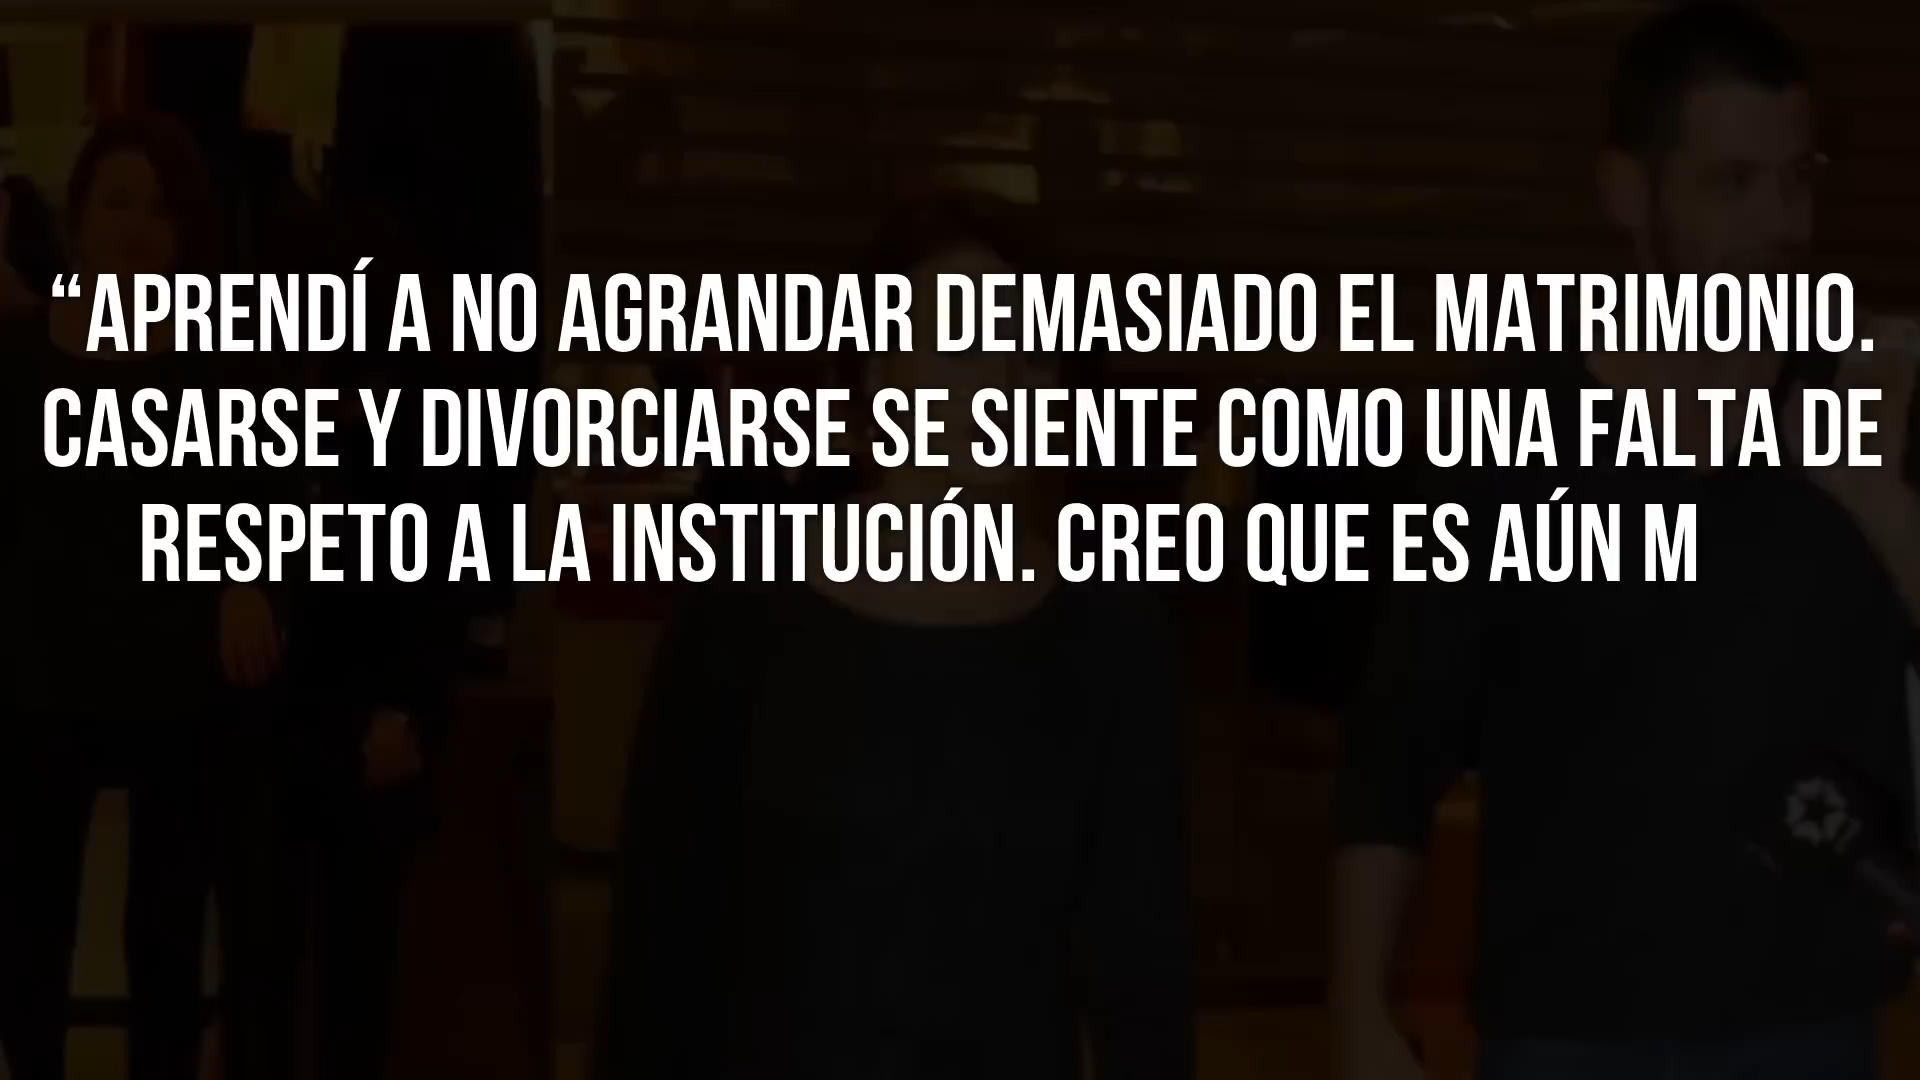 “APRENDÍ A NO AGRANDAR DEMASIADO EL MATRIMONIO.
CASARSE Y DIVORCIARSE SE SIENTE COMO UNA FALTA DE
RESPETO A LA INSTITUCIÓN. CREO QUE ES AÚN M